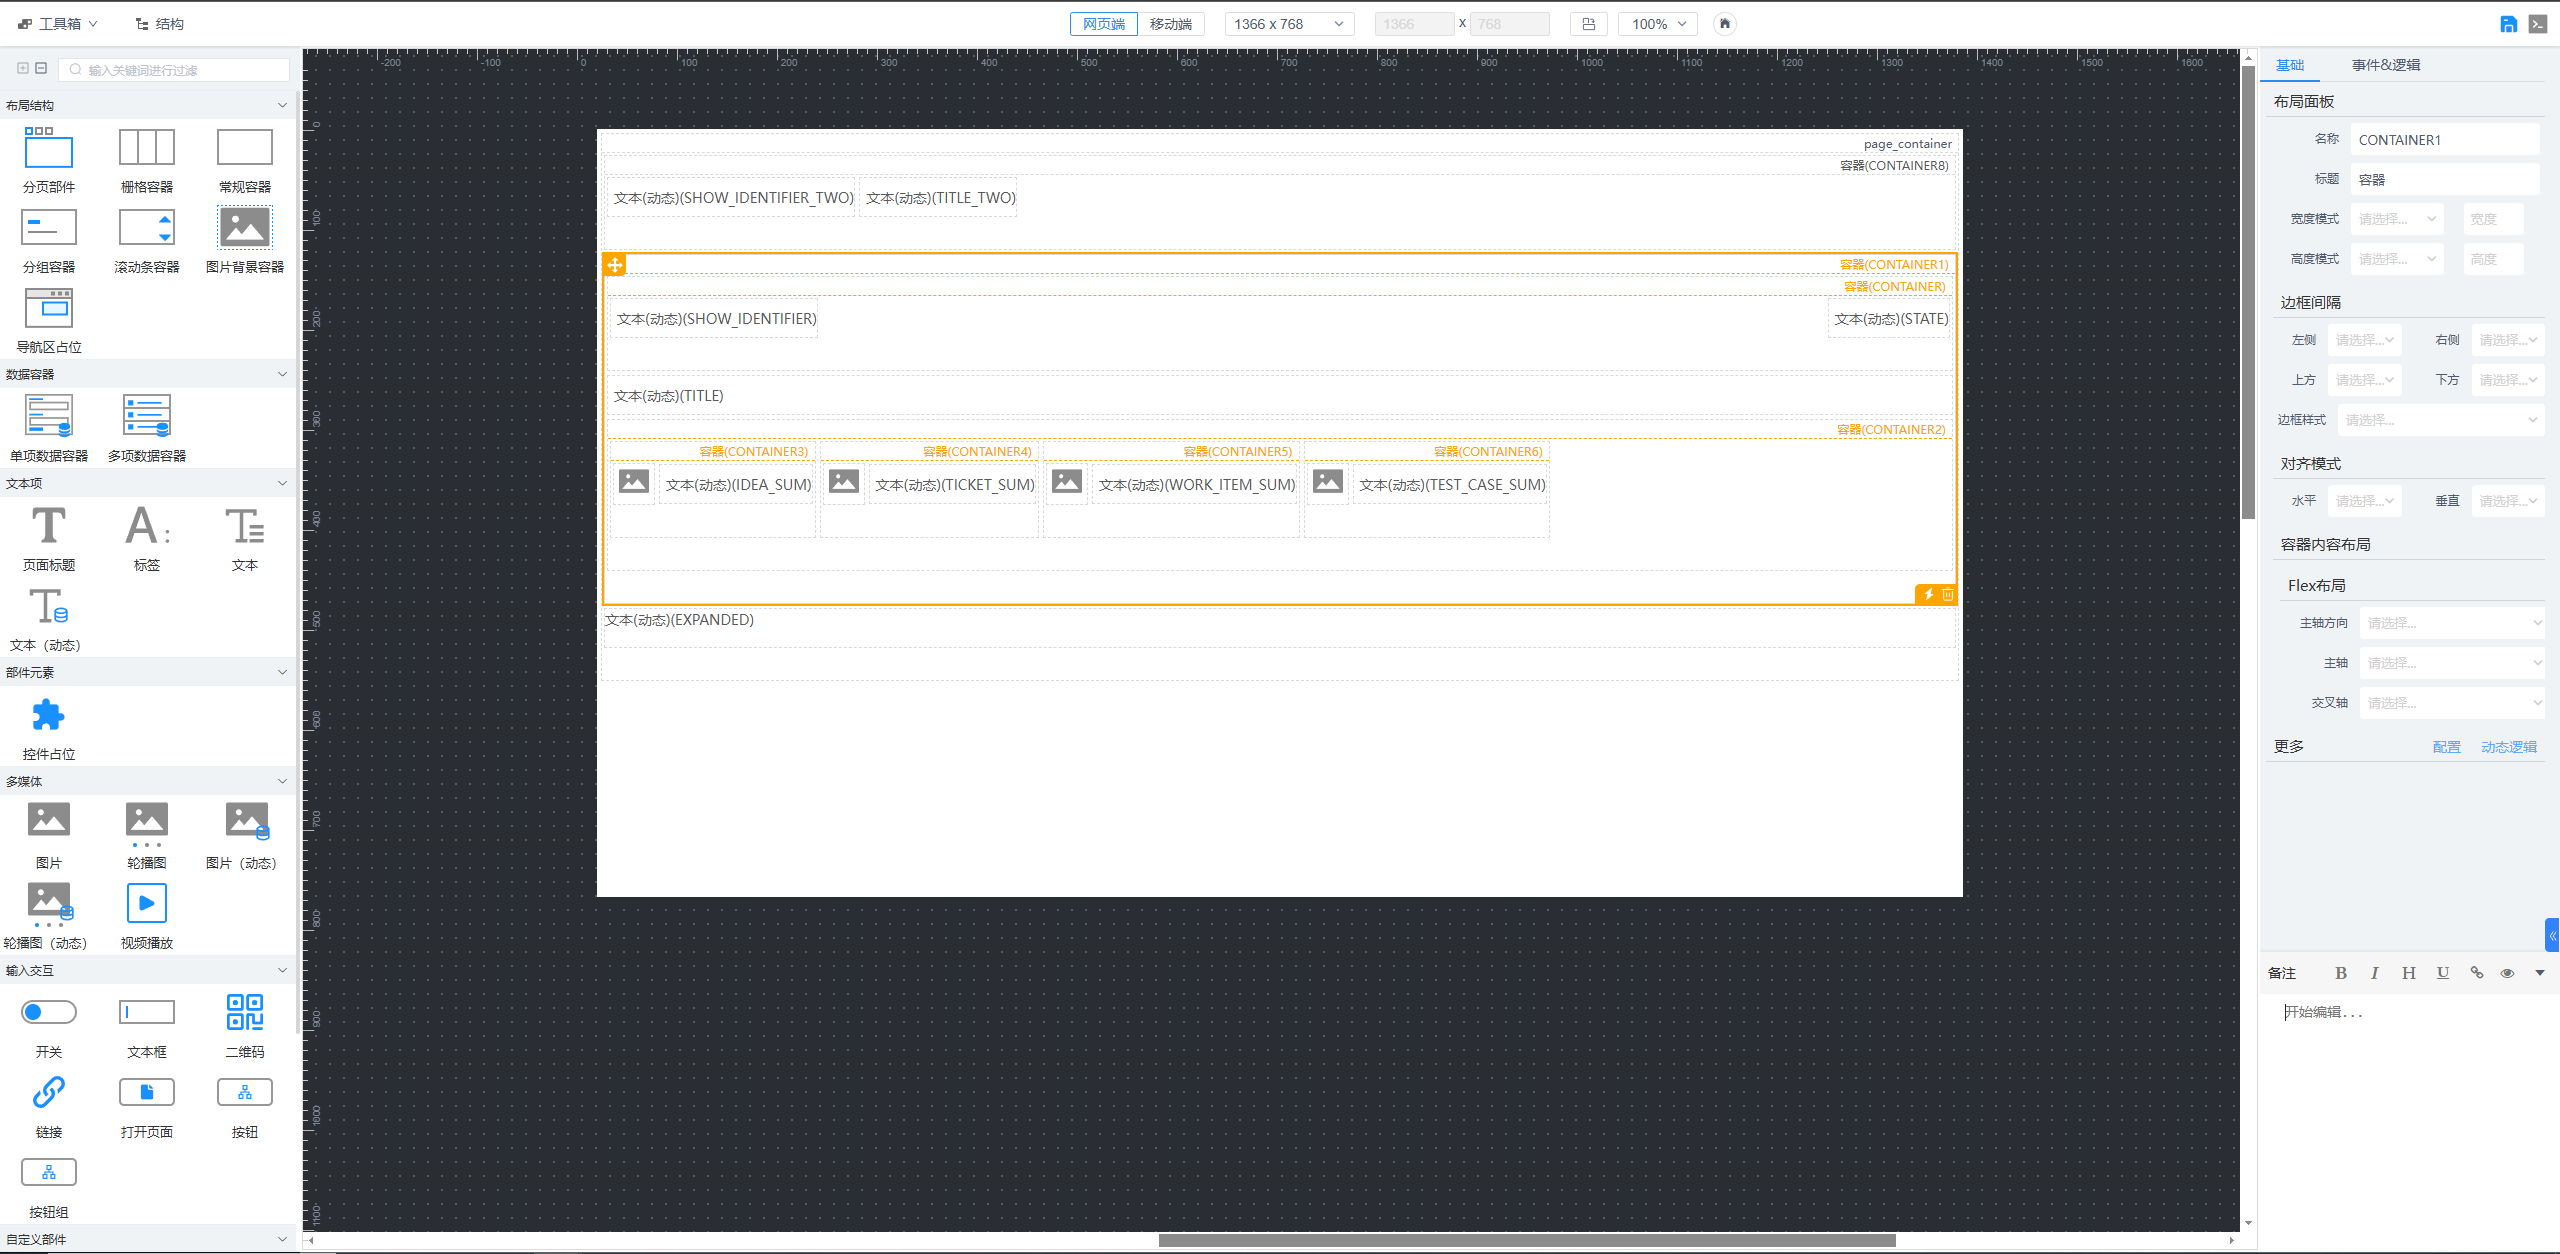 工具箱
结构
网页端
移动端
1366 x 768
1366
X
768
100%
输入关键词进行过滤
布局结构
分页部件
栅格容器
常规容器
分组容器
滚动条容器
图片背景容器
导航区占位
数据容器
单项数据容器
多项数据容器
文本项
页面标题
标签
文本
文本（动态）
部件元素
控件占位
多媒体
图片
轮播图
图片（动态）
轮播图（动态）
视频播放
输入交互
开关
文本框
二维码
链接
打开页面
按钮
按钮组
自定义部件
-200
-100
0
100
200
300
400
500
600
700
800
900
1000
1100
1200
1300
1400
1500
1600
0
100
200
300
400
500
600
700
800
900
1000
1100
page_container
容器(CONTAINER8)
文本(动态)(SHOW_IDENTIFIER_TWO)
文本(动态)(TITLE_TWO)
容器(CONTAINER1)
容器(CONTAINER)
文本(动态)(SHOW_IDENTIFIER)
文本(动态)(STATE)
文本(动态)(TITLE)
容器(CONTAINER2)
容器(CONTAINER3)
容器(CONTAINER4)
容器(CONTAINER5)
容器(CONTAINER6)
文本(动态)(IDEA_SUM)
文本(动态)(TICKET_SUM)
文本(动态)(WORK_ITEM_SUM)
文本(动态)(TEST_CASE_SUM)
文本(动态)(EXPANDED)
基础
事件&逻辑
布局面板
名称
CONTAINER1
标题
容器
宽度模式
请选择...
宽度
高度模式
请选择...
高度
边框间隔
左侧
请选择...
右侧
请选择...
上方
请选择...
下方
请选择...
边框样式
请选择...
对齐模式
水平
请选择...
垂直
请选择...
容器内容布局
Flex布局
主轴方向
请选择...
主轴
请选择...
交叉轴
请选择...
更多
配置
动态逻辑
备注
B
I
H
U
开始编辑...